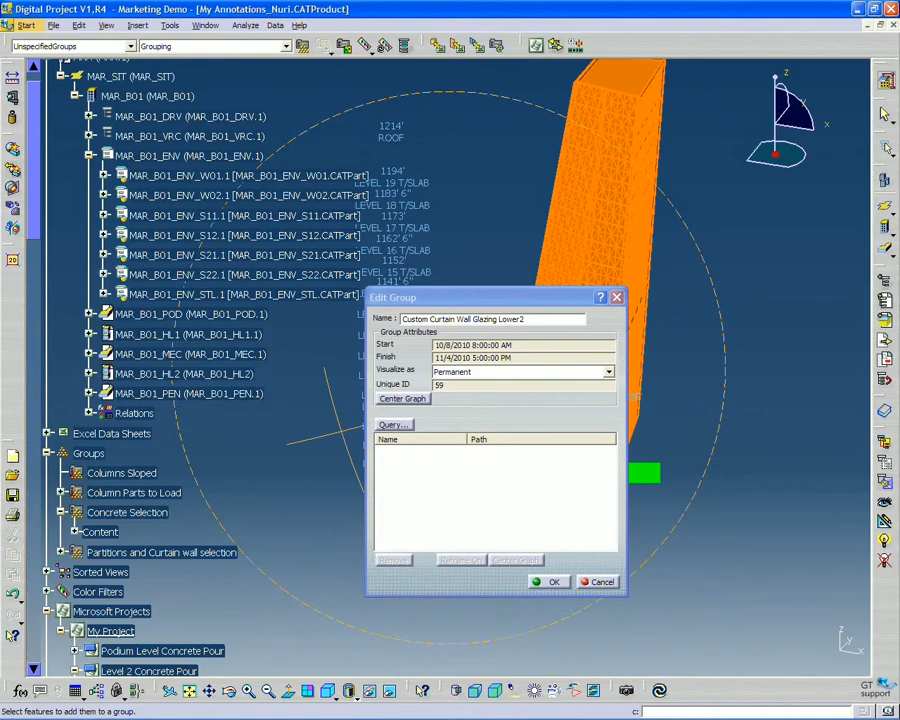 Digital Project V1,R4 - Marketing Demo - [My Annotations_Nuri.CATProduct]
Start File Edit View Insert Tools Window Analyze Data Help
UnspecifiedGroups Grouping
MAR_SIT (MAR_SIT)
MAR_B01 (MAR_B01)
MAR_B01_DRV (MAR_B01_DRV.1)
MAR_B01_VRC (MAR_B01_VRC.1)
MAR_B01_ENV (MAR_B01_ENV.1)
MAR_B01_ENV_W01.1 [MAR_B01_ENV_W01.CATPart]
MAR_B01_ENV_W02.1 [MAR_B01_ENV_W02.CATPart]
MAR_B01_ENV_S11.1 [MAR_B01_ENV_S11.CATPart]
MAR_B01_ENV_S12.1 [MAR_B01_ENV_S12.CATPart]
MAR_B01_ENV_S21.1 [MAR_B01_ENV_S21.CATPart]
MAR_B01_ENV_S22.1 [MAR_B01_ENV_S22.CATPart]
MAR_B01_ENV_STL.1 [MAR_B01_ENV_STL.CATPart]
MAR_B01_POD (MAR_B01_POD.1)
MAR_B01_HL1 (MAR_B01_HL1.1)
MAR_B01_MEC (MAR_B01_MEC.1)
MAR_B01_HL2 (MAR_B01_HL2)
MAR_B01_PEN (MAR_B01_PEN.1)
Relations
Excel Data Sheets
Groups
Columns Sloped
Column Parts to Load
Concrete Selection
Content
Partitions and Curtain wall selection
Sorted Views
Color Filters
Microsoft Projects
My Project
Podium Level Concrete Pour
Level 2 Concrete Pour
1214'
ROOF
1194'
LEVEL 19 T/SLAB
1183' 6"
LEVEL 18 T/SLAB
1173'
LEVEL 17 T/SLAB
1162' 6"
LEVEL 16 T/SLAB
1152'
LEVEL 15 T/SLAB
1141' 6"
z
y
x
Edit Group
Name : Custom Curtain Wall Glazing Lower2
Group Attributes
Start 10/8/2010 8:00:00 AM
Finish 11/4/2010 5:00:00 PM
Visualize as Permanent
Unique ID 59
Center Graph
Query...
Name Path
Remove Reframe On Center Graph
OK Cancel
z
y
x
GT
support
Select features to add them to a group.
c: